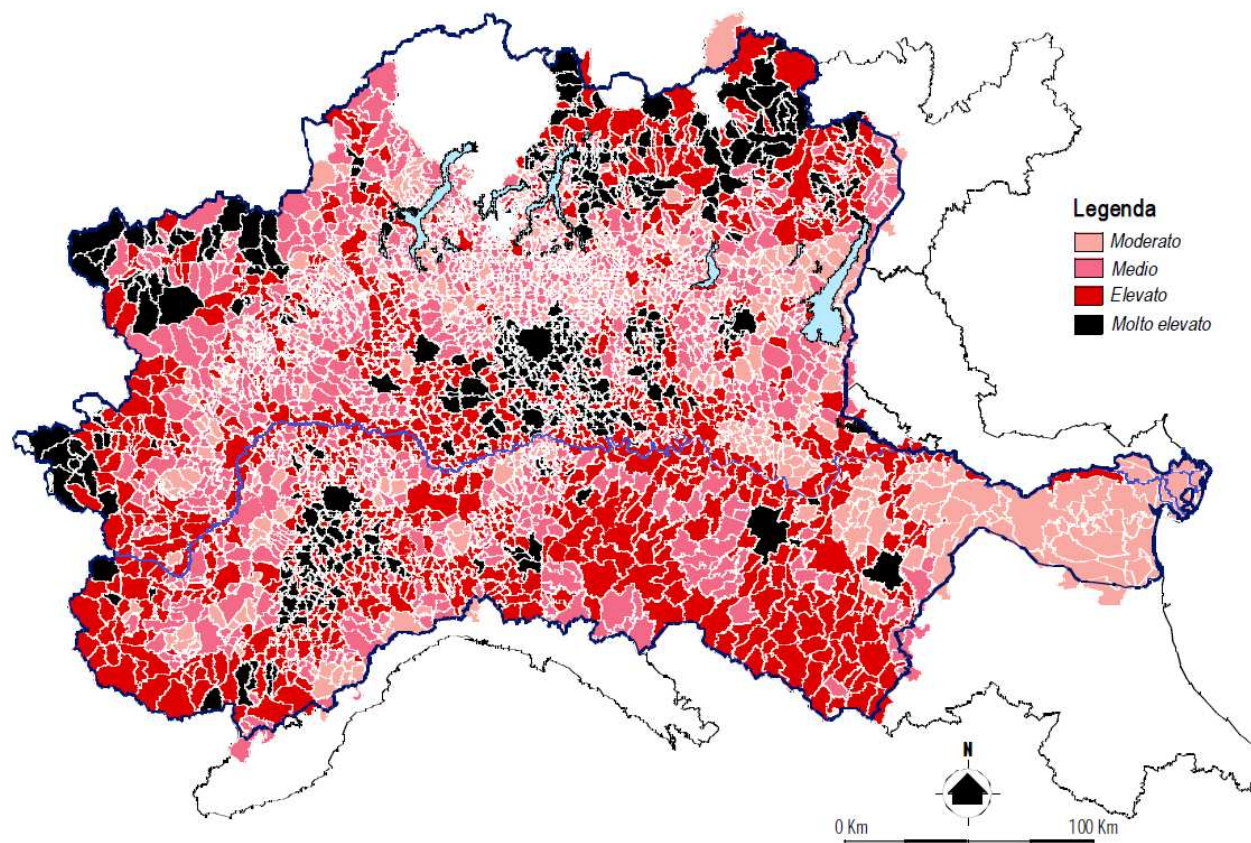 Legenda
Moderato
Medio
Elevato
Molto elevato
N
0 Km 100 Km